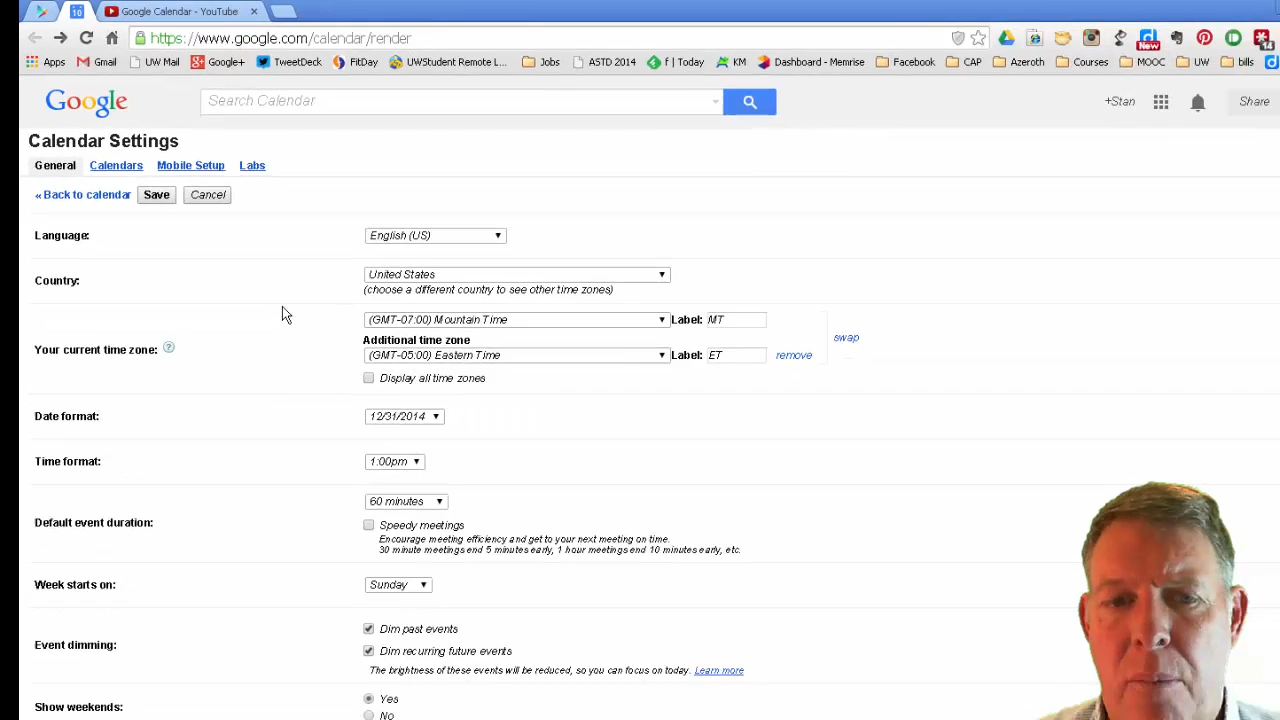 10 Google Calendar - YouTube
https://www.google.com/calendar/render
New
14
Apps Gmail UW Mail Google+ TweetDeck FitDay UWStudent Remote L... Jobs ASTD 2014 f | Today KM Dashboard - Memrise Facebook CAP Azeroth Courses MOOC UW bills
Google Search Calendar +Stan Share
Calendar Settings
General Calendars Mobile Setup Labs
« Back to calendar Save Cancel
Language: English (US)
Country: United States
(choose a different country to see other time zones)
(GMT-07:00) Mountain Time Label: MT
swap
Additional time zone
Your current time zone: ?
(GMT-05:00) Eastern Time Label: ET remove
Display all time zones
Date format: 12/31/2014
Time format: 1:00pm
60 minutes
Default event duration: Speedy meetings
Encourage meeting efficiency and get to your next meeting on time.
30 minute meetings end 5 minutes early, 1 hour meetings end 10 minutes early, etc.
Week starts on: Sunday
Dim past events
Event dimming: Dim recurring future events
The brightness of these events will be reduced, so you can focus on today. Learn more
Yes
Show weekends:
No